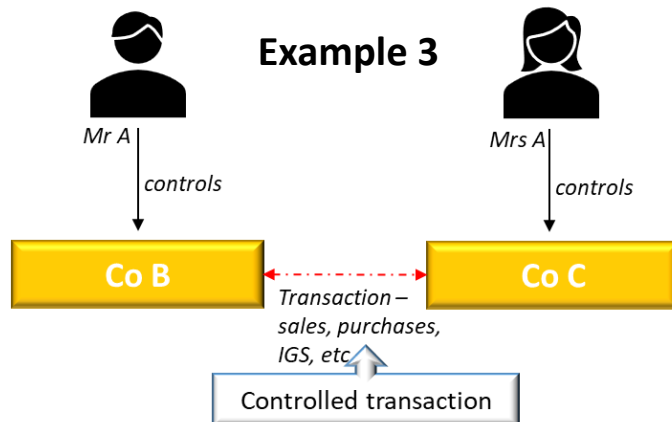 Example 3
Mr A
Mrs A
controls
controls
Co B
Co C
Transaction –
sales, purchases,
IGS, etc
Controlled transaction